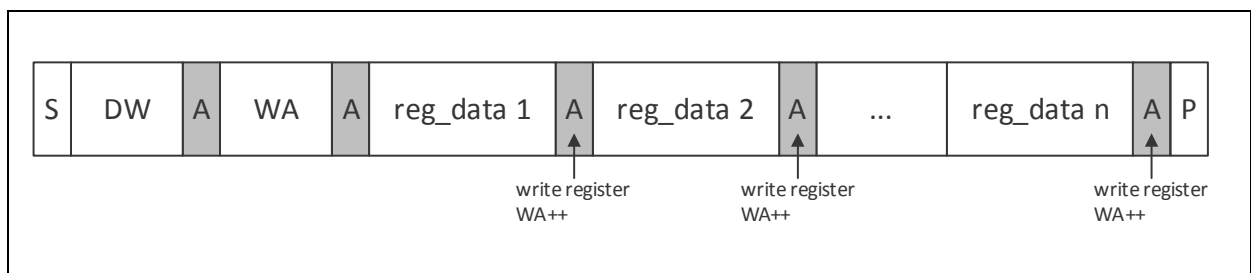 S DW A WA A reg_data 1 A reg_data 2 A ... reg_data n A P
write register write register write register
WA++ WA++ WA++